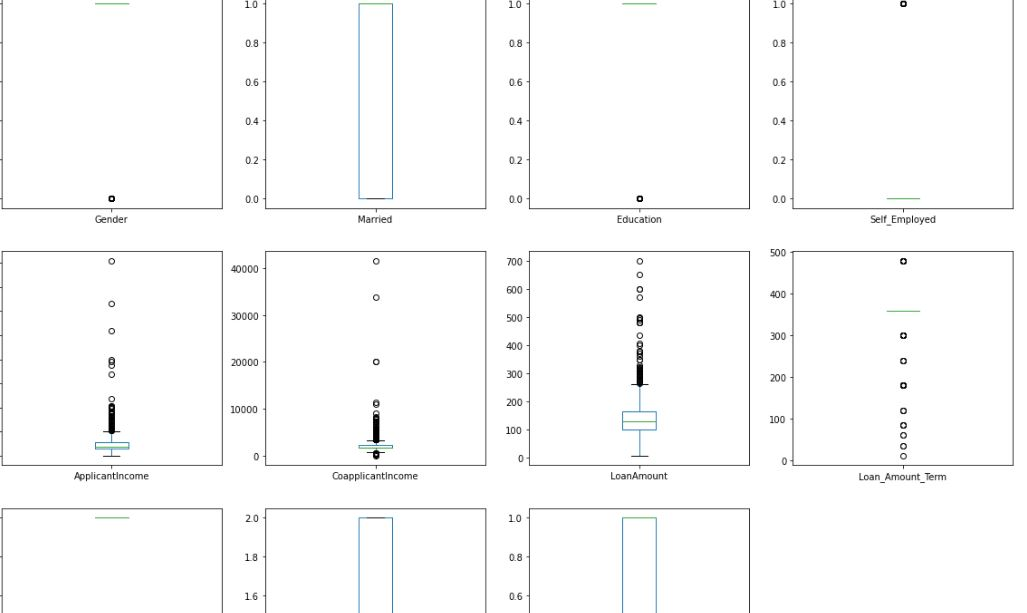 1.0 1.0 1.0
0.8 0.8 0.8
0.6 0.6 0.6
0.4 0.4 0.4
0.2 0.2 0.2
0.0 0.0 0.0
Gender Married Education Self_Employed
40000 700 500
30000 600 400
20000 500 300
10000 400 200
0 300 100
200 0
100
0
ApplicantIncome CoapplicantIncome LoanAmount Loan_Amount_Term
2.0 1.0
1.8 0.8
1.6 0.6